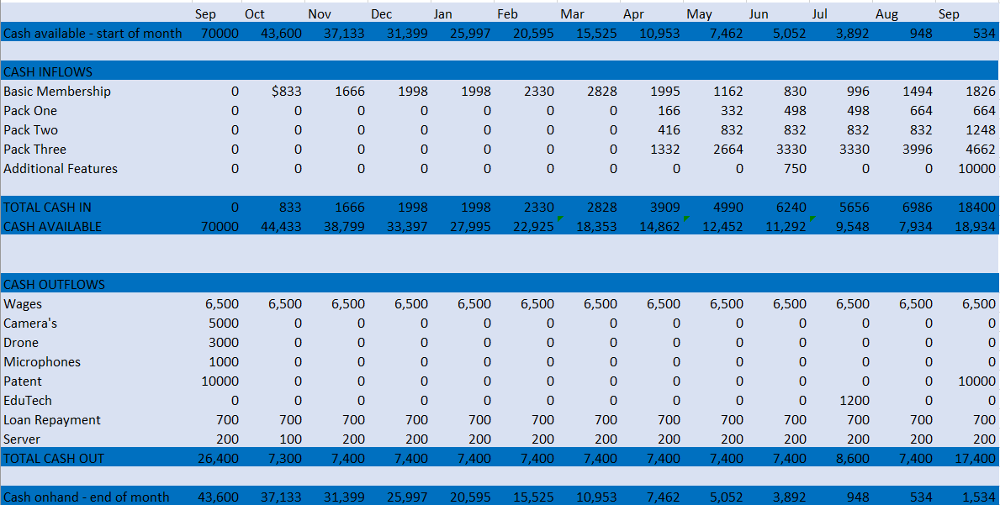 Sep Oct Nov Dec Jan Feb Mar Apr May Jun Jul Aug Sep
Cash available - start of month 70000 43,600 37,133 31,399 25,997 20,595 15,525 10,953 7,462 5,052 3,892 948 534
CASH INFLOWS
Basic Membership 0 $833 1666 1998 1998 2330 2828 1995 1162 830 996 1494 1826
Pack One 0 0 0 0 0 0 0 166 332 498 498 664 664
Pack Two 0 0 0 0 0 0 0 416 832 832 832 832 1248
Pack Three 0 0 0 0 0 0 0 1332 2664 3330 3330 3996 4662
Additional Features 0 0 0 0 0 0 0 0 0 750 0 0 10000
TOTAL CASH IN 0 833 1666 1998 1998 2330 2828 3909 4990 6240 5656 6986 18400
CASH AVAILABLE 70000 44,433 38,799 33,397 27,995 22,925 18,353 14,862 12,452 11,292 9,548 7,934 18,934
CASH OUTFLOWS
Wages 6,500 6,500 6,500 6,500 6,500 6,500 6,500 6,500 6,500 6,500 6,500 6,500 6,500
Camera's 5000 0 0 0 0 0 0 0 0 0 0 0 0
Drone 3000 0 0 0 0 0 0 0 0 0 0 0 0
Microphones 1000 0 0 0 0 0 0 0 0 0 0 0 0
Patent 10000 0 0 0 0 0 0 0 0 0 0 0 10000
EduTech 0 0 0 0 0 0 0 0 0 0 1200 0 0
Loan Repayment 700 700 700 700 700 700 700 700 700 700 700 700 700
Server 200 100 200 200 200 200 200 200 200 200 200 200 200
TOTAL CASH OUT 26,400 7,300 7,400 7,400 7,400 7,400 7,400 7,400 7,400 7,400 8,600 7,400 17,400
Cash onhand - end of month 43,600 37,133 31,399 25,997 20,595 15,525 10,953 7,462 5,052 3,892 948 534 1,534